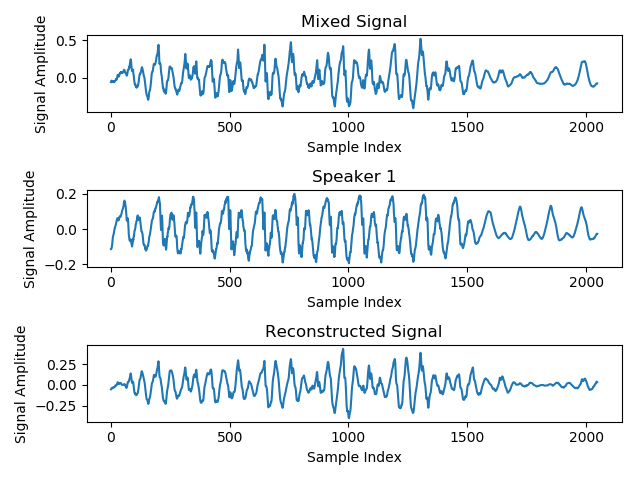 Mixed Signal
Signal Amplitude
0.5
0.0
0 500 1000 1500 2000
Sample Index
Speaker 1
Signal Amplitude
0.2
0.0
−0.2
0 500 1000 1500 2000
Sample Index
Reconstructed Signal
Signal Amplitude
0.25
0.00
−0.25
0 500 1000 1500 2000
Sample Index